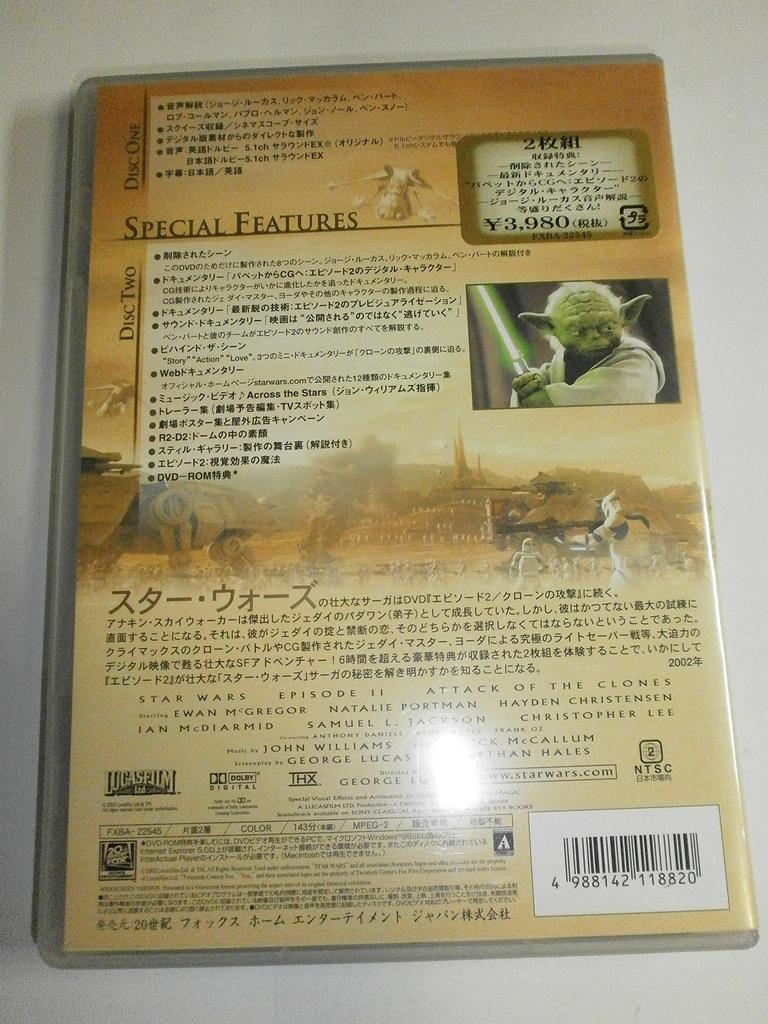 DISC ONE
●音声解説(ジョージ・ルーカス、リック・マッカラム、ベン・バート、
ロブ・コールマン、パブロ・ヘルマン、ジョン・ノール、ベン・スノー)
●スクイーズ収録/シネマスコープ・サイズ
●デジタル版素材からのダイレクトな製作
●音声:英語ドルビー 5.1ch サラウンドEX※(オリジナル)
日本語ドルビー5.1ch サラウンドEX
●字幕:日本語/英語
2枚組
収録特典:
―削除されたシーン―
―最新ドキュメンタリー―
"パペットからCGへ:エピソード2の
デジタル・キャラクター"
―ジョージ・ルーカス音声解説―
等盛りだくさん!
¥3,980(税抜)
FXBA-22545
SPECIAL FEATURES
DISC TWO
●削除されたシーン
このDVDのためだけに製作された8つのシーン。ジョージ・ルーカス、リック・マッカラム、ベン・バートの解説付き
●ドキュメンタリー「パペットからCGへ:エピソード2のデジタル・キャラクター」
CG技術によりキャラクターがいかに進化したかを追ったドキュメンタリー。
CG製作されたジェダイ・マスター、ヨーダやその他のキャラクターの製作過程に迫る。
●ドキュメンタリー「最新鋭の技術:エピソード2のプレビジュアライゼーション」
●サウンド・ドキュメンタリー「映画は"公開される"のではなく"逃げていく"」
ベン・バートと彼のチームがエピソード2のサウンド創作のすべてを解説する。
●ビハインド・ザ・シーン
"Story" "Action" "Love"。3つのミニ・ドキュメンタリーが「クローンの攻撃」の裏側に迫る。
●Webドキュメンタリー
オフィシャル・ホームページstarwars.comで公開された12種類のドキュメンタリー集
●ミュージック・ビデオ♪Across the Stars(ジョン・ウィリアムズ指揮)
●トレーラー集(劇場予告編集・TVスポット集)
●劇場ポスター集と屋外広告キャンペーン
●R2-D2:ドームの中の素顔
●スティル・ギャラリー:製作の舞台裏(解説付き)
●エピソード2:視覚効果の魔法
●DVD-ROM特典*
スター・ウォーズの壮大なサーガはDVD『エピソード2/クローンの攻撃』に続く。
アナキン・スカイウォーカーは傑出したジェダイのパダワン(弟子)として成長していた。しかし、彼はかつてない最大の試練に
直面することになる。それは、彼がジェダイの掟と禁断の恋、そのどちらかを選択しなくてはならないということであった。
クライマックスのクローン・バトルやCG製作されたジェダイ・マスター、ヨーダによる究極のライトセーバー戦等、大迫力の
デジタル映像で甦る壮大なSFアドベンチャー!6時間を超える豪華特典が収録された2枚組を体験することで、いかにして
『エピソード2』が壮大な「スター・ウォーズ」サーガの秘密を解き明かすかを知ることになる。
2002年
STAR WARS EPISODE II ATTACK OF THE CLONES
Starring EWAN McGREGOR NATALIE PORTMAN HAYDEN CHRISTENSEN
IAN McDIARMID SAMUEL L. JACKSON CHRISTOPHER LEE
Co-starring ANTHONY DANIELS FRANK OZ
Music by JOHN WILLIAMS McCALLUM
Screenplay by GEORGE LUCAS HALES
Directed by
GEORGE
www.starwars.com
LUCASFILM Ltd
DOLBY DIGITAL
THX
2
NTSC
日本市場向
Special Visual Effects and Animation by
A LUCASFILM LTD. Production
FXBA-22545/片面2層/COLOR/143分(本編)/MPEG-2/販売専用/複製不能
4 988142 118820
発売元 20世紀 フォックス ホーム エンターテイメント ジャパン株式会社